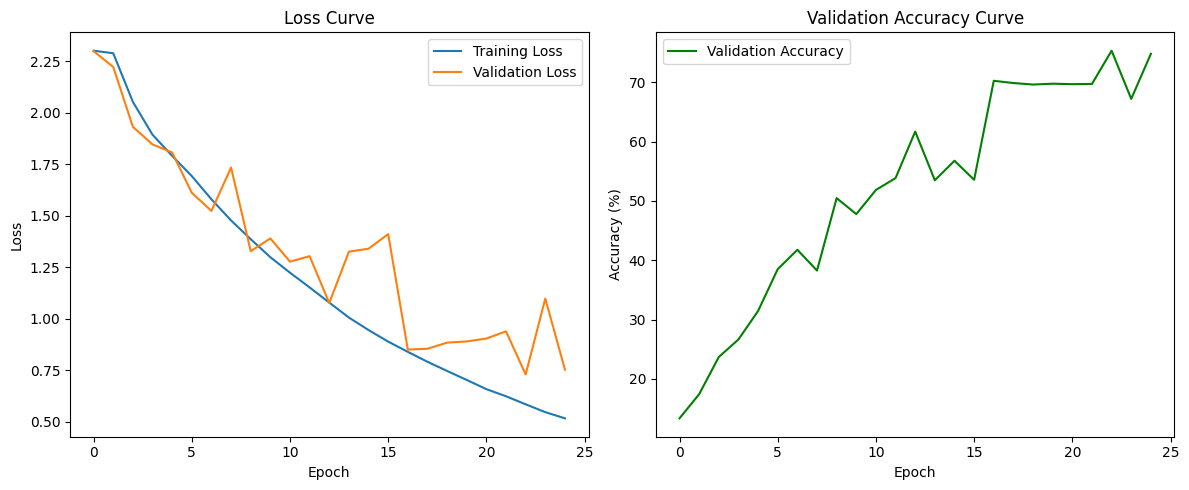 Loss Curve
Training Loss
Validation Loss
2.25
2.00
1.75
1.50
1.25
1.00
0.75
0.50
Loss
0 5 10 15 20 25
Epoch
Validation Accuracy Curve
Validation Accuracy
70
60
50
40
30
20
Accuracy (%)
0 5 10 15 20 25
Epoch